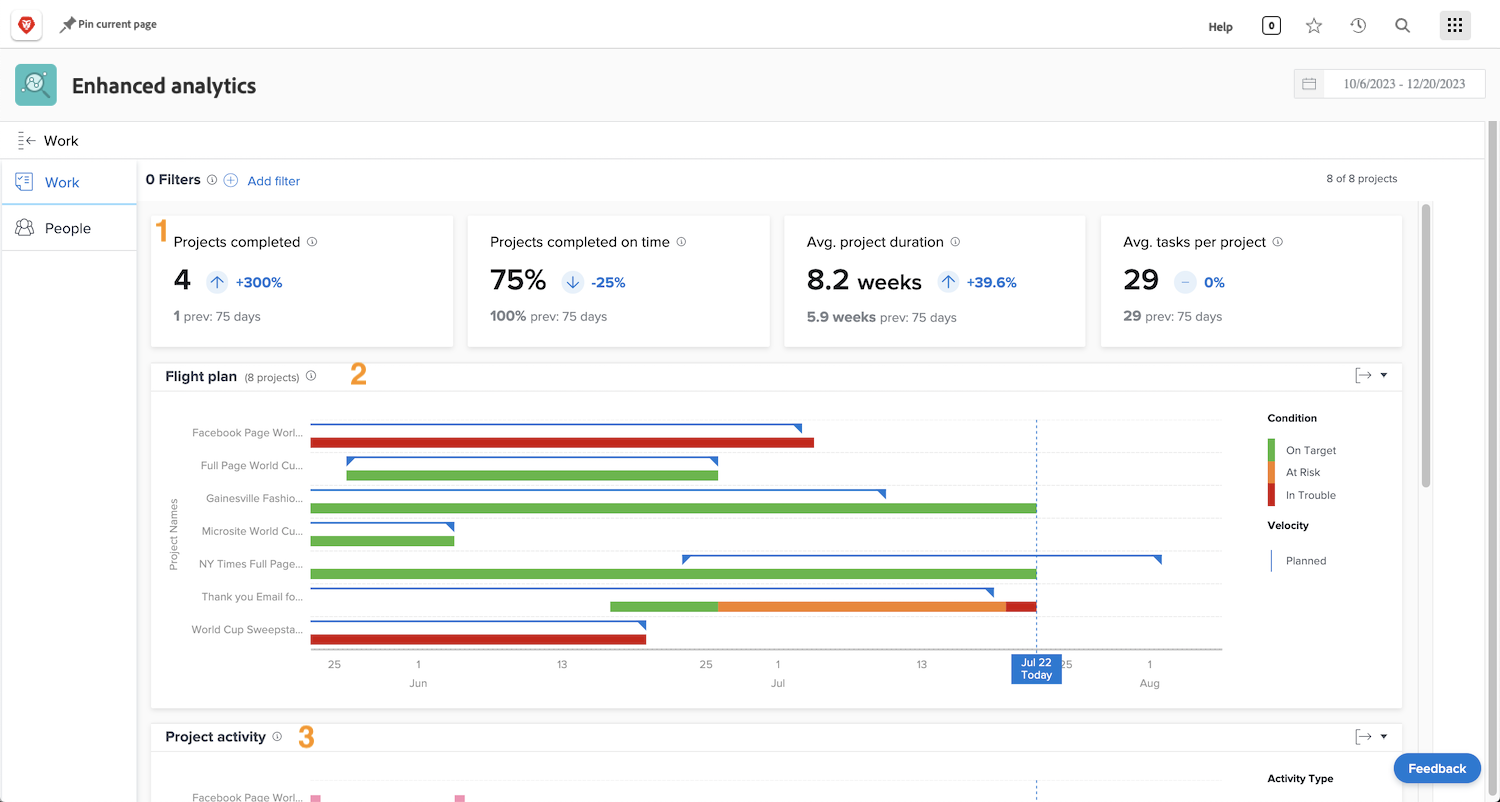 Pin current page
Help
0
Enhanced analytics
10/6/2023 - 12/20/2023
Work
Work
People
0 Filters
Add filter
8 of 8 projects
1
Projects completed
4 +300%
1 prev: 75 days
Projects completed on time
75% -25%
100% prev: 75 days
Avg. project duration
8.2 weeks +39.6%
5.9 weeks prev: 75 days
Avg. tasks per project
29 0%
29 prev: 75 days
Flight plan (8 projects)
2
Project Names
Facebook Page Worl...
Full Page World Cu...
Gainesville Fashio...
Microsite World Cu...
NY Times Full Page...
Thank you Email fo...
World Cup Sweepsta...
25 1 13 25 1 13 25 1
Jun Jul Aug
Jul 22
Today
Condition
On Target
At Risk
In Trouble
Velocity
Planned
Project activity
3
Facebook Page Worl...
Activity Type
Feedback